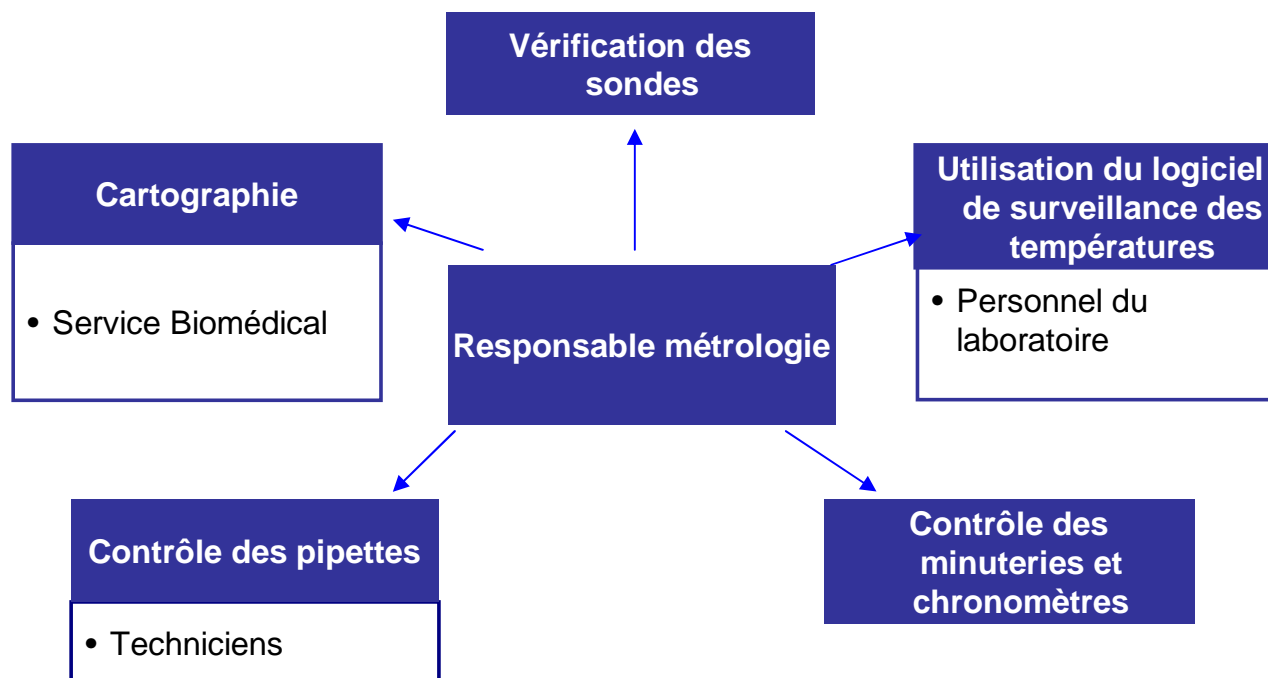 Vérification des
sondes
Cartographie
• Service Biomédical
Utilisation du logiciel
de surveillance des
températures
• Personnel du
laboratoire
Responsable métrologie
Contrôle des pipettes
• Techniciens
Contrôle des
minuteries et
chronomètres